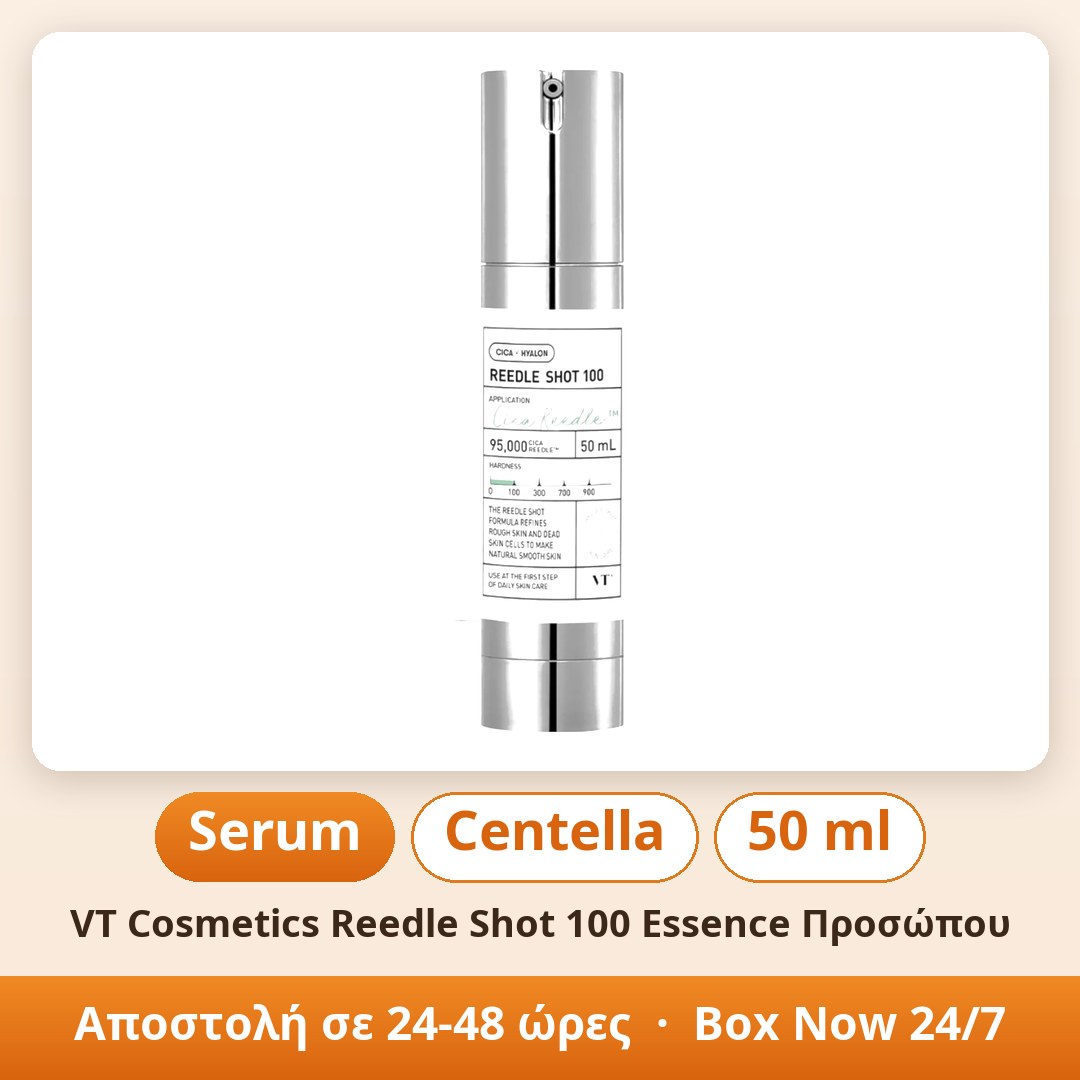 CICA · HYALON
REEDLE SHOT 100
APPLICATION
Cica Reedle™
95,000 CICA REEDLE™
50 mL
HARDNESS
0 100 300 700 900
THE REEDLE SHOT
FORMULA REFINES
ROUGH SKIN AND DEAD
SKIN CELLS TO MAKE
NATURAL SMOOTH SKIN
USE AT THE FIRST STEP
OF DAILY SKIN CARE
VT
Serum
Centella
50 ml
VT Cosmetics Reedle Shot 100 Essence Προσώπου
Αποστολή σε 24-48 ώρες · Box Now 24/7